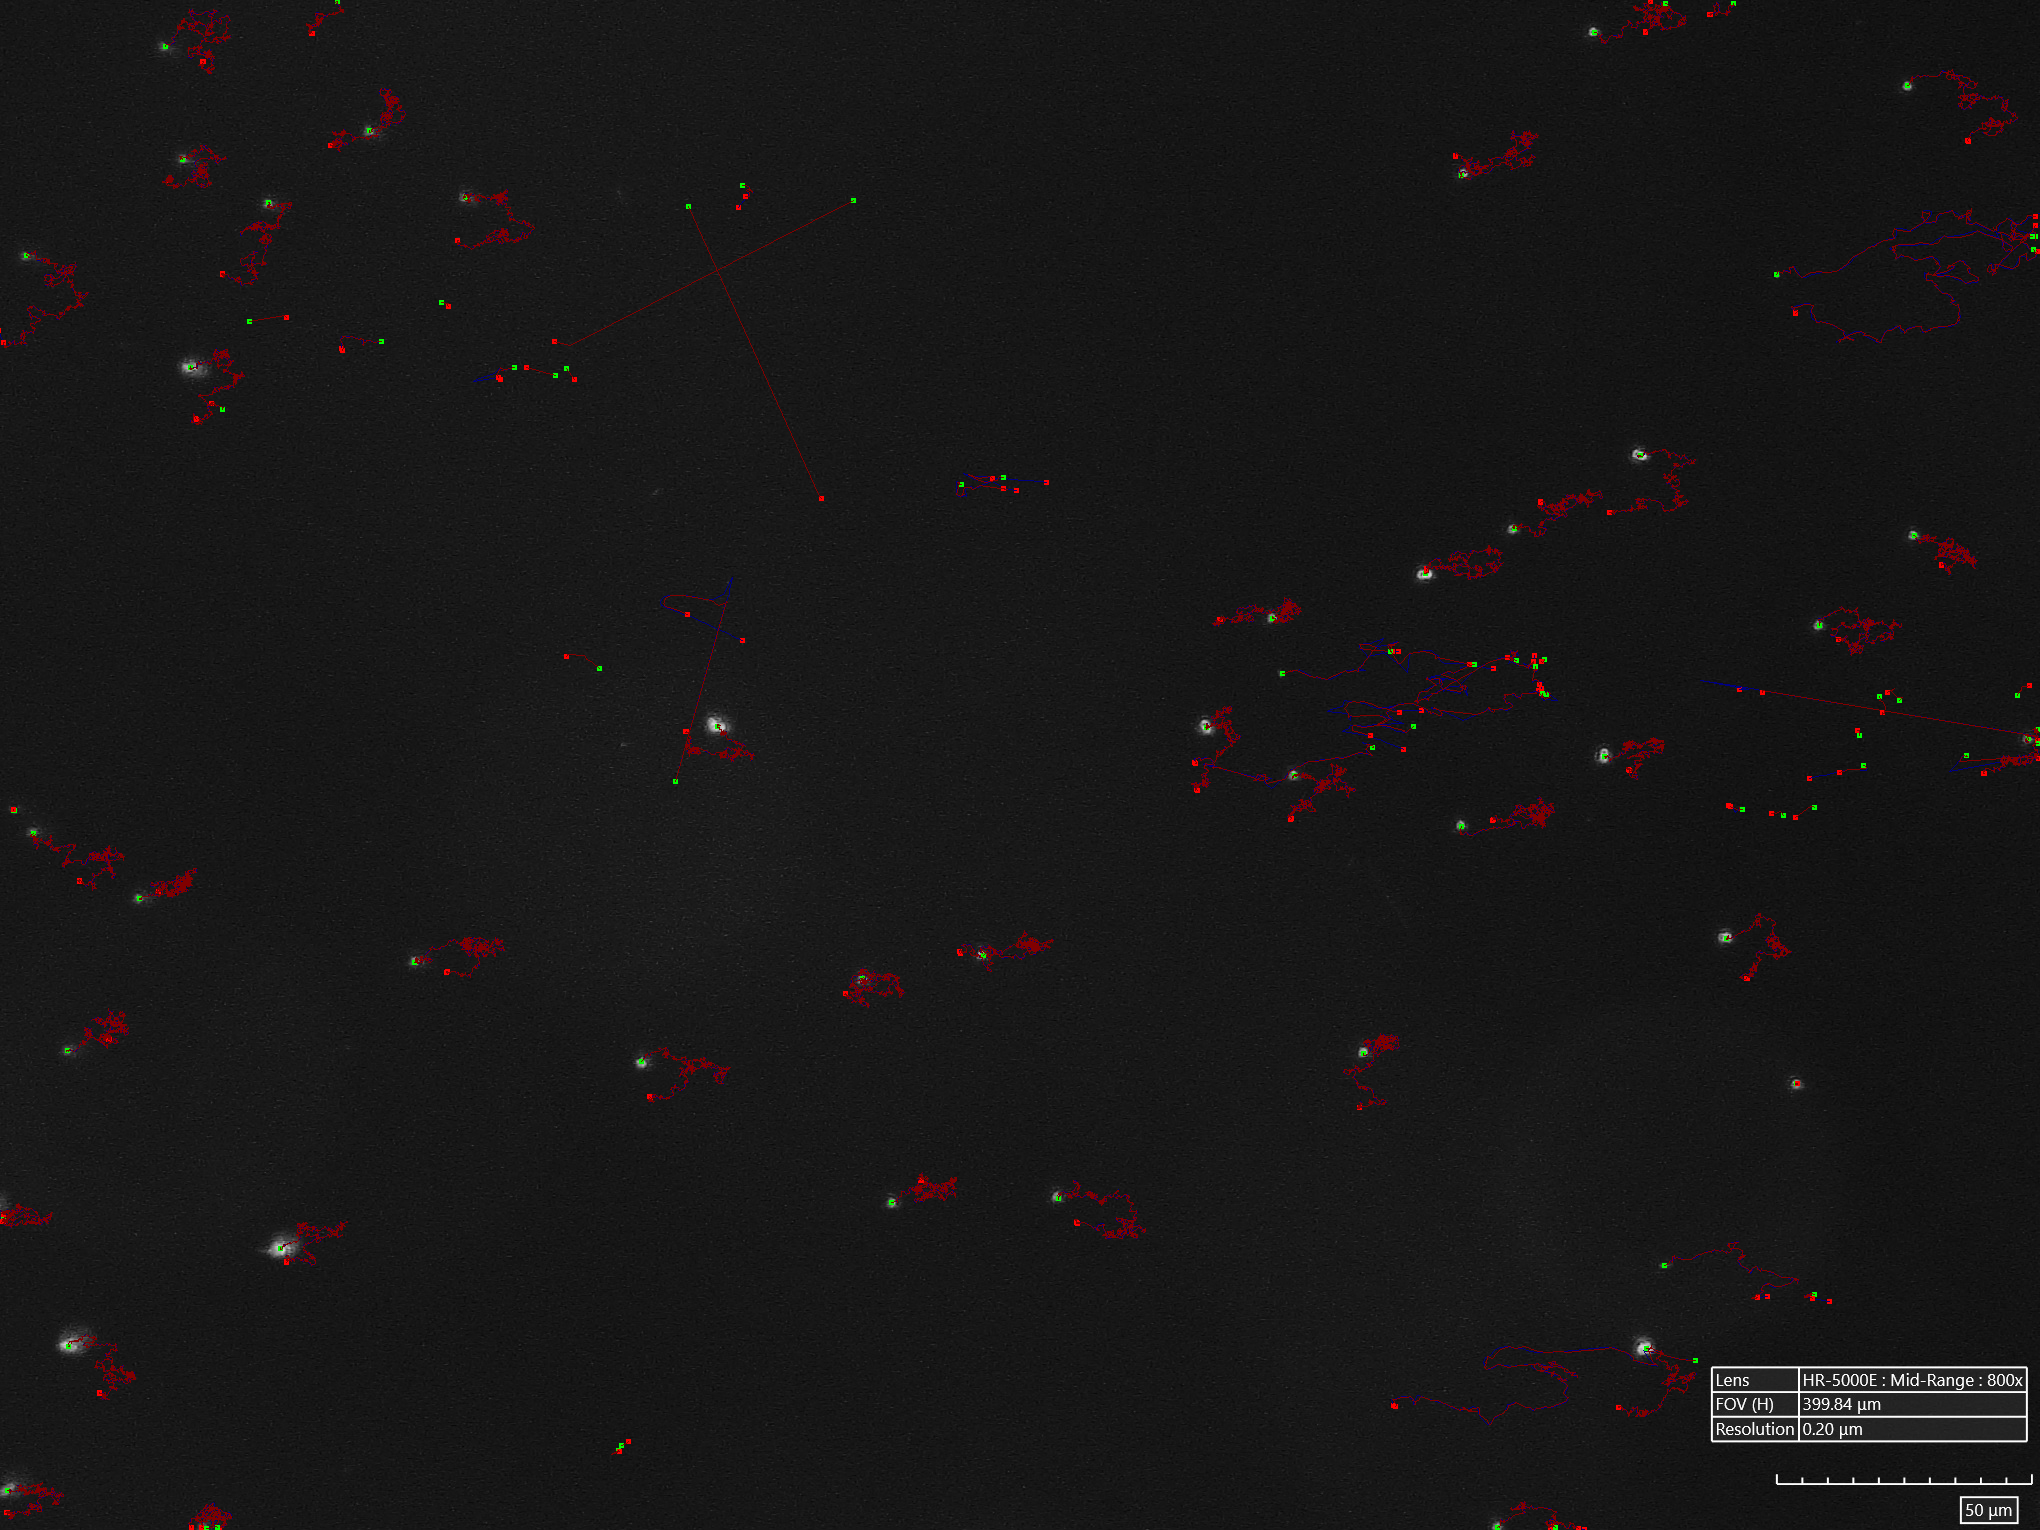 Lens HR-5000E : Mid-Range : 800x
FOV (H) 399.84 µm
Resolution 0.20 µm
50 µm